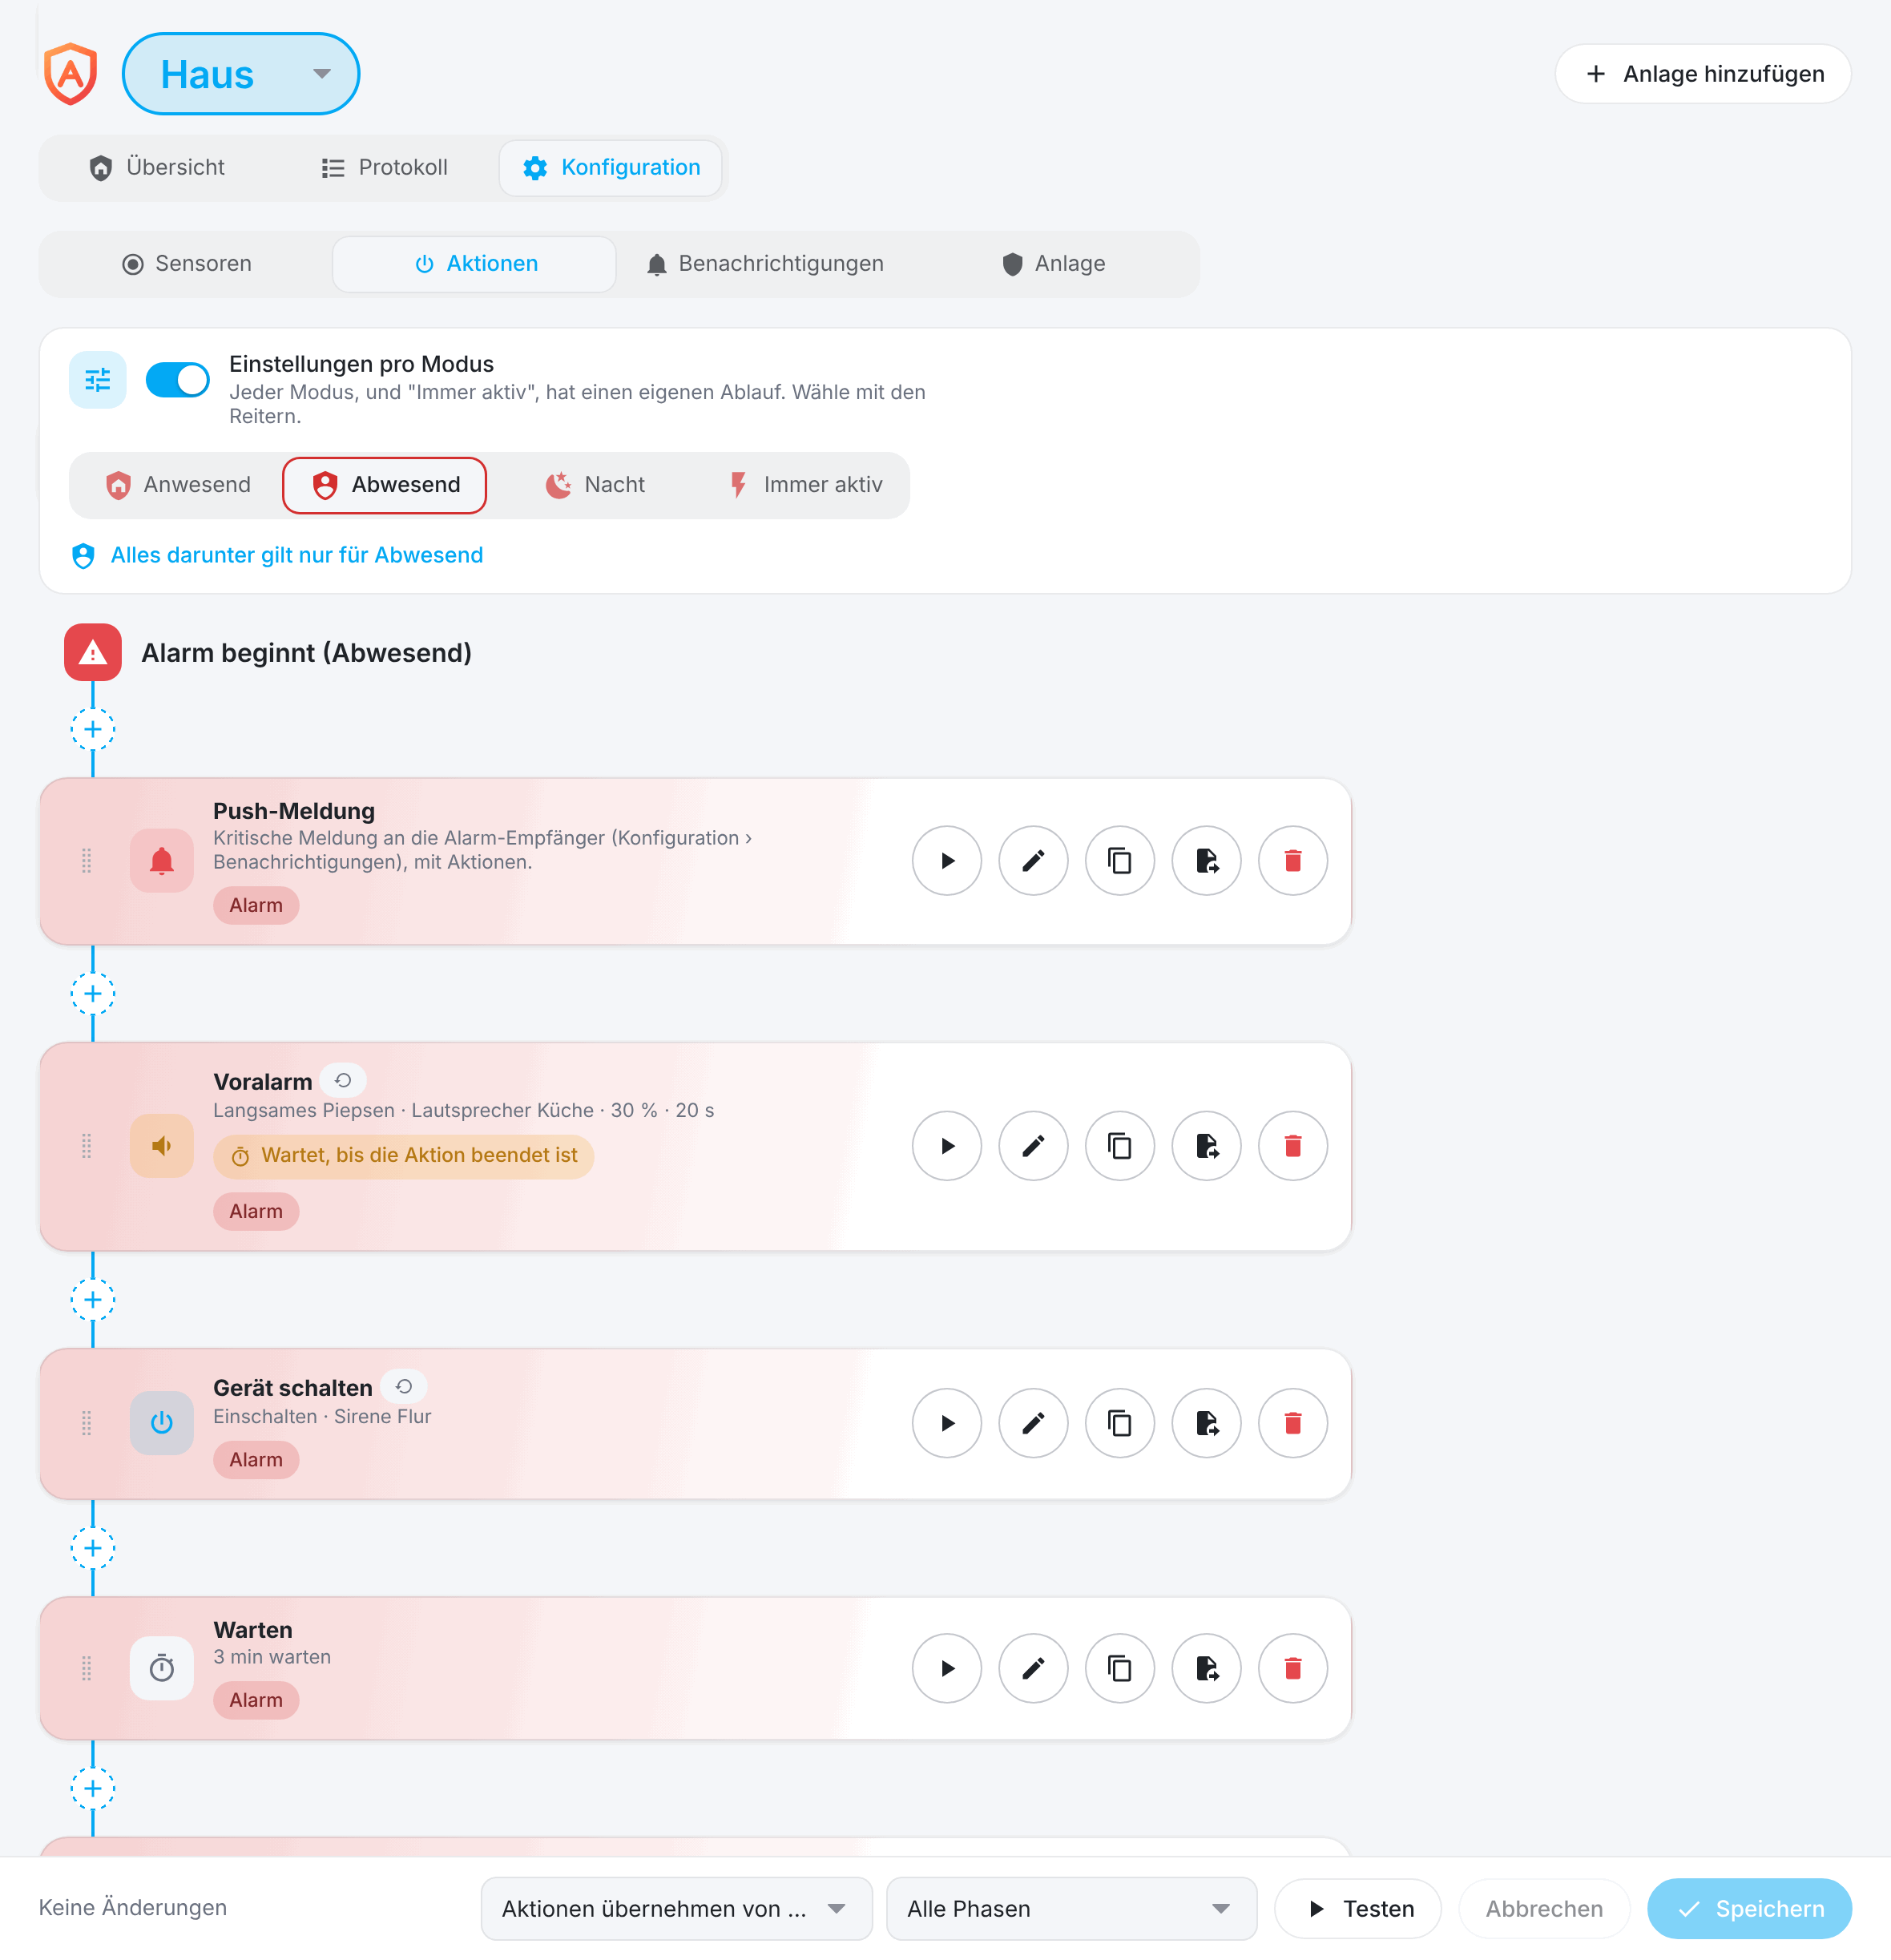 Haus
Anlage hinzufügen
Übersicht
Protokoll
Konfiguration
Sensoren
Aktionen
Benachrichtigungen
Anlage
Einstellungen pro Modus
Jeder Modus, und "Immer aktiv", hat einen eigenen Ablauf. Wähle mit den
Reitern.
Anwesend
Abwesend
Nacht
Immer aktiv
Alles darunter gilt nur für Abwesend
Alarm beginnt (Abwesend)
Push-Meldung
Kritische Meldung an die Alarm-Empfänger (Konfiguration ›
Benachrichtigungen), mit Aktionen.
Alarm
Voralarm
Langsames Piepsen · Lautsprecher Küche · 30 % · 20 s
Wartet, bis die Aktion beendet ist
Alarm
Gerät schalten
Einschalten · Sirene Flur
Alarm
Warten
3 min warten
Alarm
Keine Änderungen
Aktionen übernehmen von ...
Alle Phasen
Testen
Abbrechen
Speichern